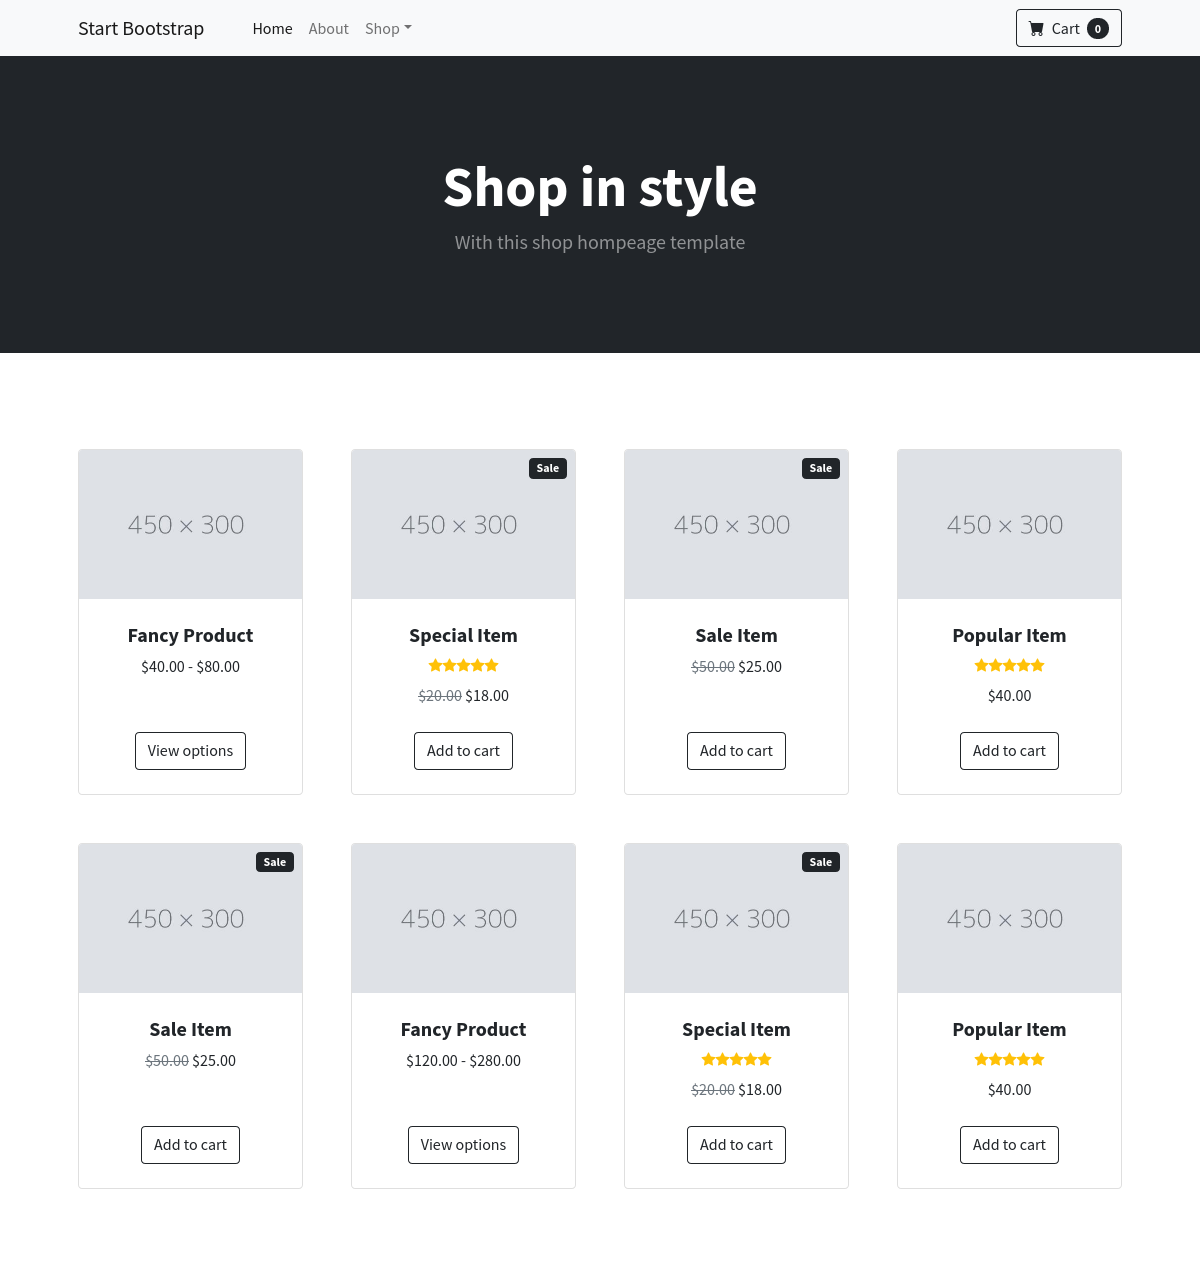 Start Bootstrap Home About Shop Cart 0
Shop in style
With this shop hompeage template
450 × 300
Fancy Product
$40.00 - $80.00
View options
Sale
450 × 300
Special Item
$20.00 $18.00
Add to cart
Sale
450 × 300
Sale Item
$50.00 $25.00
Add to cart
450 × 300
Popular Item
$40.00
Add to cart
Sale
450 × 300
Sale Item
$50.00 $25.00
Add to cart
450 × 300
Fancy Product
$120.00 - $280.00
View options
Sale
450 × 300
Special Item
$20.00 $18.00
Add to cart
450 × 300
Popular Item
$40.00
Add to cart